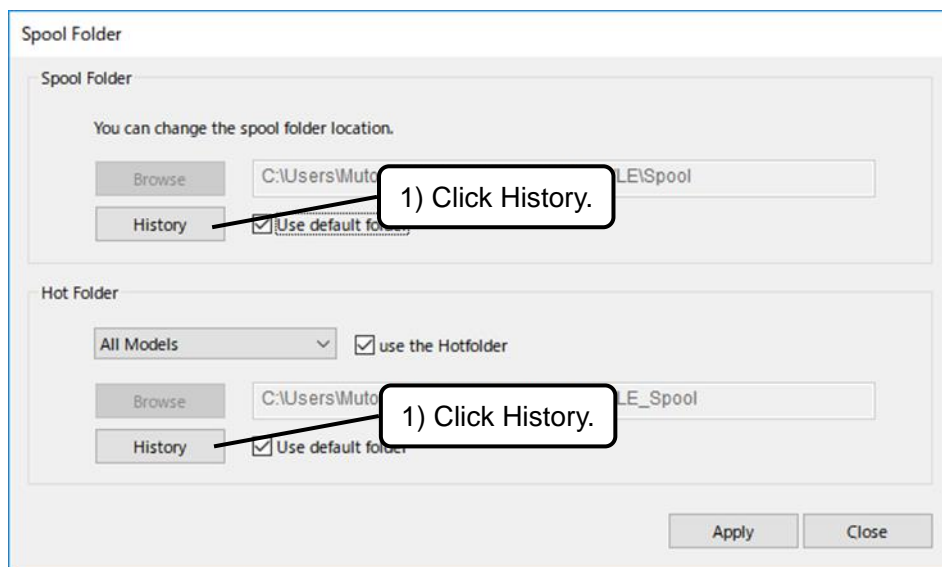 Spool Folder
Spool Folder
You can change the spool folder location.
Browse C:\Users\Muto LE\Spool
1) Click History.
History Use default folder
Hot Folder
All Models use the Hotfolder
Browse C:\Users\Muto LE_Spool
1) Click History.
History Use default folder
Apply Close